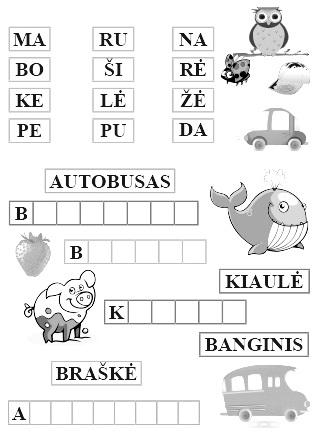 MA RU NA
BO ŠI RĖ
KE LĖ ŽĖ
PE PU DA
AUTOBUSAS
B
B
KIAULĖ
K
BANGINIS
BRAŠKĖ
A